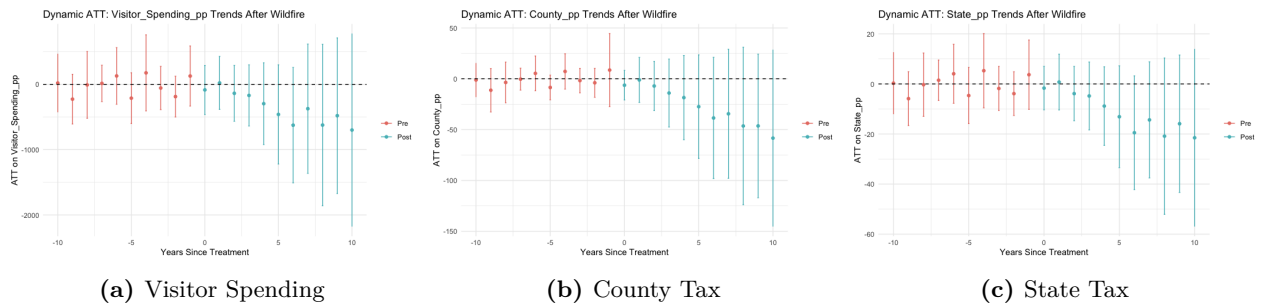 Dynamic ATT: Visitor_Spending_pp Trends After Wildfire
ATT on Visitor_Spending_pp
0
-1000
-2000
-10
-5
0
5
10
Years Since Treatment
Pre
Post
(a) Visitor Spending
Dynamic ATT: County_pp Trends After Wildfire
ATT on County_pp
50
0
-50
-100
-150
-10
-5
0
5
10
Years Since Treatment
Pre
Post
(b) County Tax
Dynamic ATT: State_pp Trends After Wildfire
ATT on State_pp
20
0
-20
-40
-60
-10
-5
0
5
10
Years Since Treatment
Pre
Post
(c) State Tax